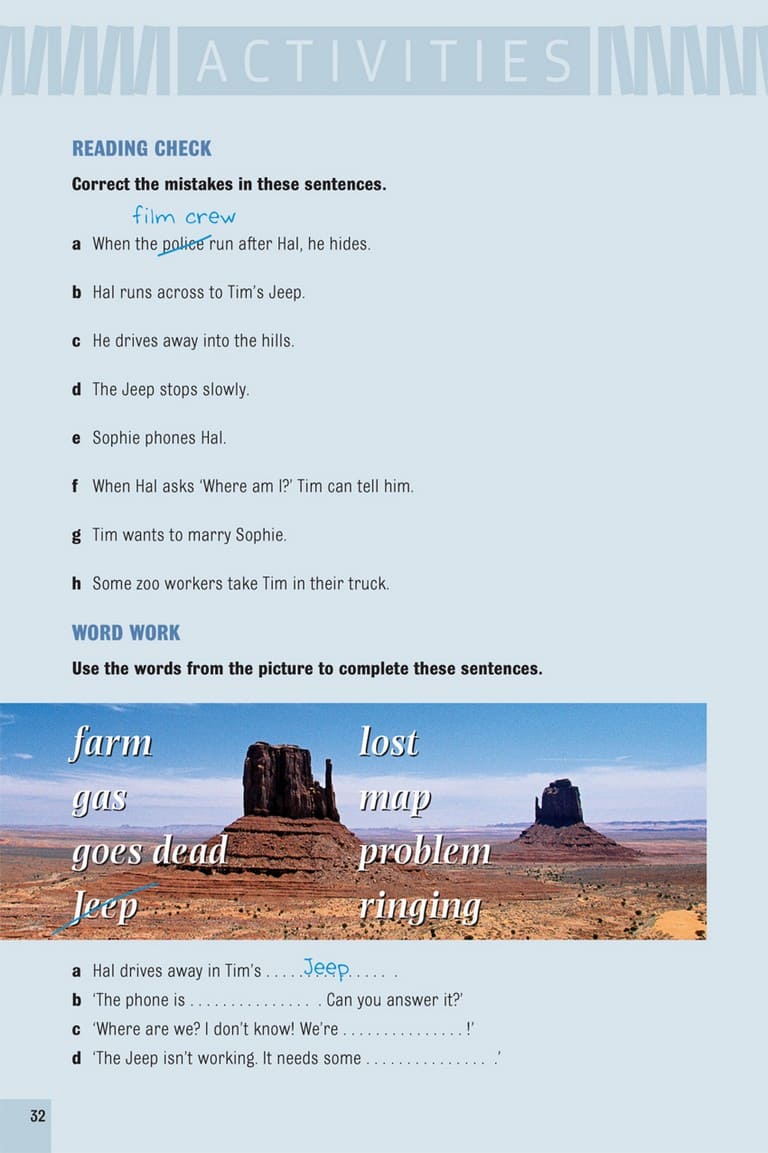 ACTIVITIES
READING CHECK
Correct the mistakes in these sentences.
film crew
a When the police run after Hal, he hides.
b Hal runs across to Tim's Jeep.
c He drives away into the hills.
d The Jeep stops slowly.
e Sophie phones Hal.
f When Hal asks ‘Where am I?’ Tim can tell him.
g Tim wants to marry Sophie.
h Some zoo workers take Tim in their truck.
WORD WORK
Use the words from the picture to complete these sentences.
farm lost
gas map
goes dead problem
Jeep ringing
a Hal drives away in Tim's . . . . . Jeep . . . . . .
b ‘The phone is . . . . . . . . . . . . . . . . Can you answer it?’
c ‘Where are we? I don't know! We're . . . . . . . . . . . . . . . !’
d ‘The Jeep isn't working. It needs some . . . . . . . . . . . . . . . .’
32